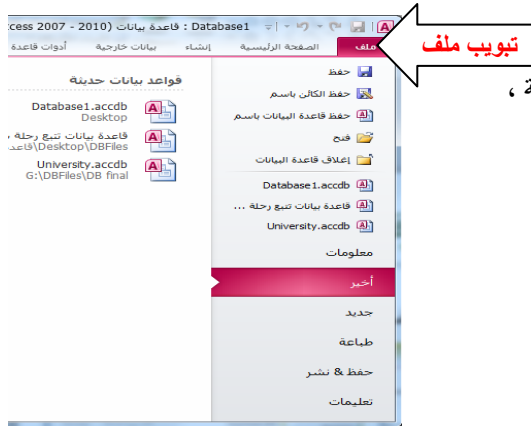 Database1 : قاعدة بيانات (Access 2007 - 2010)
ملف الصفحة الرئيسية إنشاء بيانات خارجية أدوات قاعدة
تبويب ملف
ة ،
حفظ
حفظ الكائن باسم
حفظ قاعدة البيانات باسم
فتح
إغلاق قاعدة البيانات
Database1.accdb
قاعدة بيانات تتبع رحلة ...
University.accdb
معلومات
أخير
جديد
طباعة
حفظ & نشر
تعليمات
قواعد بيانات حديثة
Database1.accdb
Desktop
قاعدة بيانات تتبع رحلة
Desktop\DBFiles\قاعد
University.accdb
G:\DBFiles\DB final